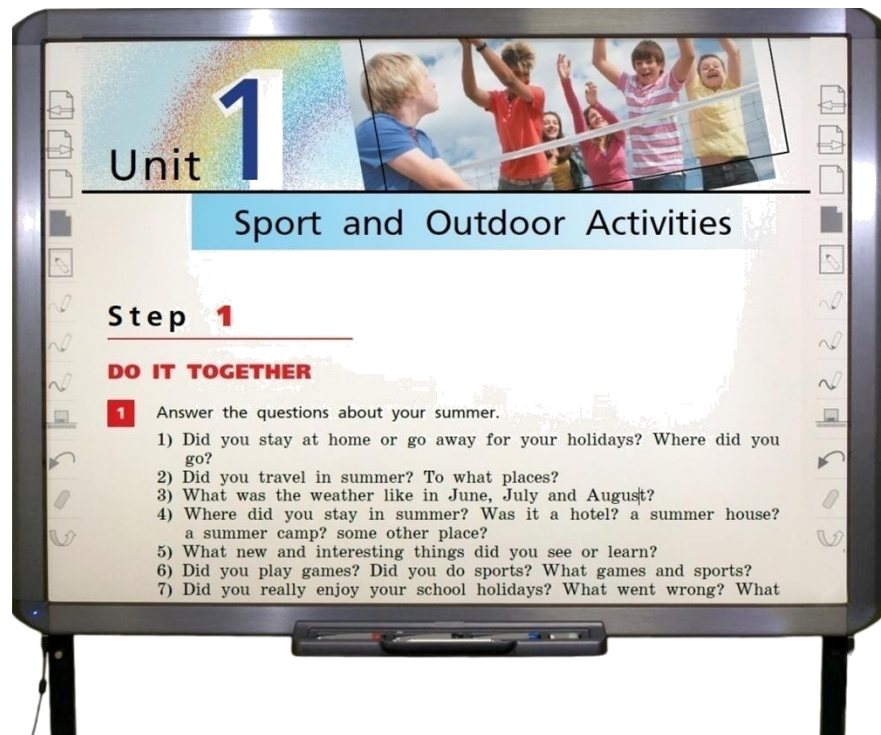 Unit 1
Sport and Outdoor Activities
Step 1
DO IT TOGETHER
1 Answer the questions about your summer.
1) Did you stay at home or go away for your holidays? Where did you
go?
2) Did you travel in summer? To what places?
3) What was the weather like in June, July and August?
4) Where did you stay in summer? Was it a hotel? a summer house?
a summer camp? some other place?
5) What new and interesting things did you see or learn?
6) Did you play games? Did you do sports? What games and sports?
7) Did you really enjoy your school holidays? What went wrong? What